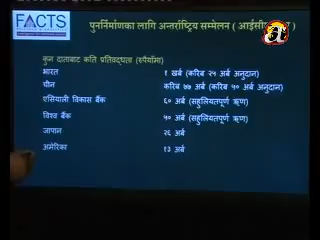 FACTS
पुनर्निर्माणका लागि अन्तर्राष्ट्रिय सम्मेलन ( आईसी
कुन दाताबाट कति प्रतिवद्धता (रुपैयाँमा)
भारत १ खर्ब (करिब २५ अर्ब अनुदान)
चीन करिब ७७ अर्ब (करिब ५० अर्ब अनुदान)
एसियाली विकास बैंक ६० अर्ब (सहुलियतपूर्ण ऋण)
विश्व बैंक ५० अर्ब (सहुलियतपूर्ण ऋण)
जापान २६ अर्ब
अमेरिका १३ अर्ब